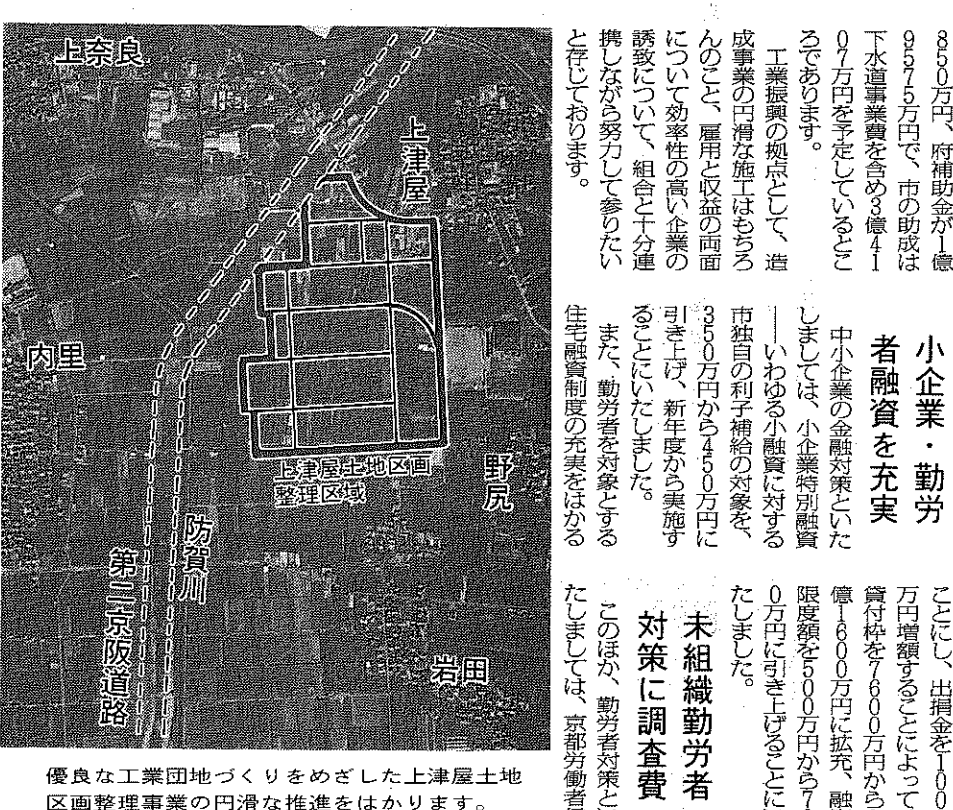 850万円、府補助金が1億
9575万円で、市の助成は
下水道事業費を含め3億41
07万円を予定しているとこ
ろであります。
工業振興の拠点として、造
成事業の円滑な施工はもちろ
んのこと、雇用と収益の両面
について効率性の高い企業の
誘致について、組合と十分連
携しながら努力して参りたい
と存じております。
小企業・勤労
者融資を充実
中小企業の金融対策といた
しましては、小企業特別融資
――いわゆる小融資に対する
市独自の利子補給の対象を、
350万円から450万円に
引き上げ、新年度から実施す
ることにいたしました。
また、勤労者を対象とする
住宅融資制度の充実をはかる
ことにし、出捐金を100
万円増額することによって
貸付枠を7600万円から
億1600万円に拡充、融
限度額を500万円から7
0万円に引き上げることに
たしました。
未組織勤労者
対策に調査費
このほか、勤労者対策と
たしましては、京都労働者
上奈良
上津屋
内里
上津屋土地区画
整理区域
野尻
防賀川
第二京阪道路
岩田
優良な工業団地づくりをめざした上津屋土地
区画整理事業の円滑な推進をはかります。